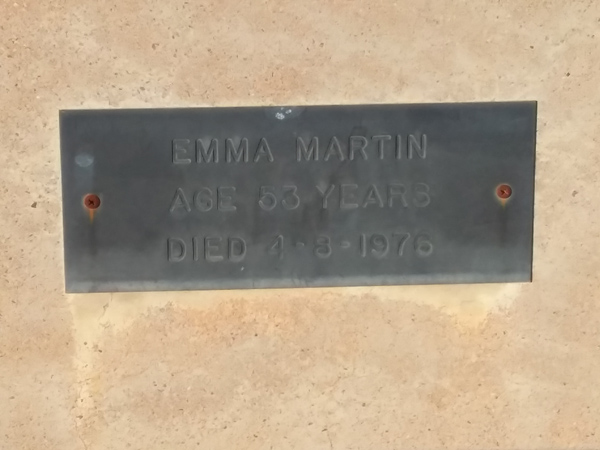 EMMA MARTIN
AGE 53 YEARS
DIED 4-3-1976